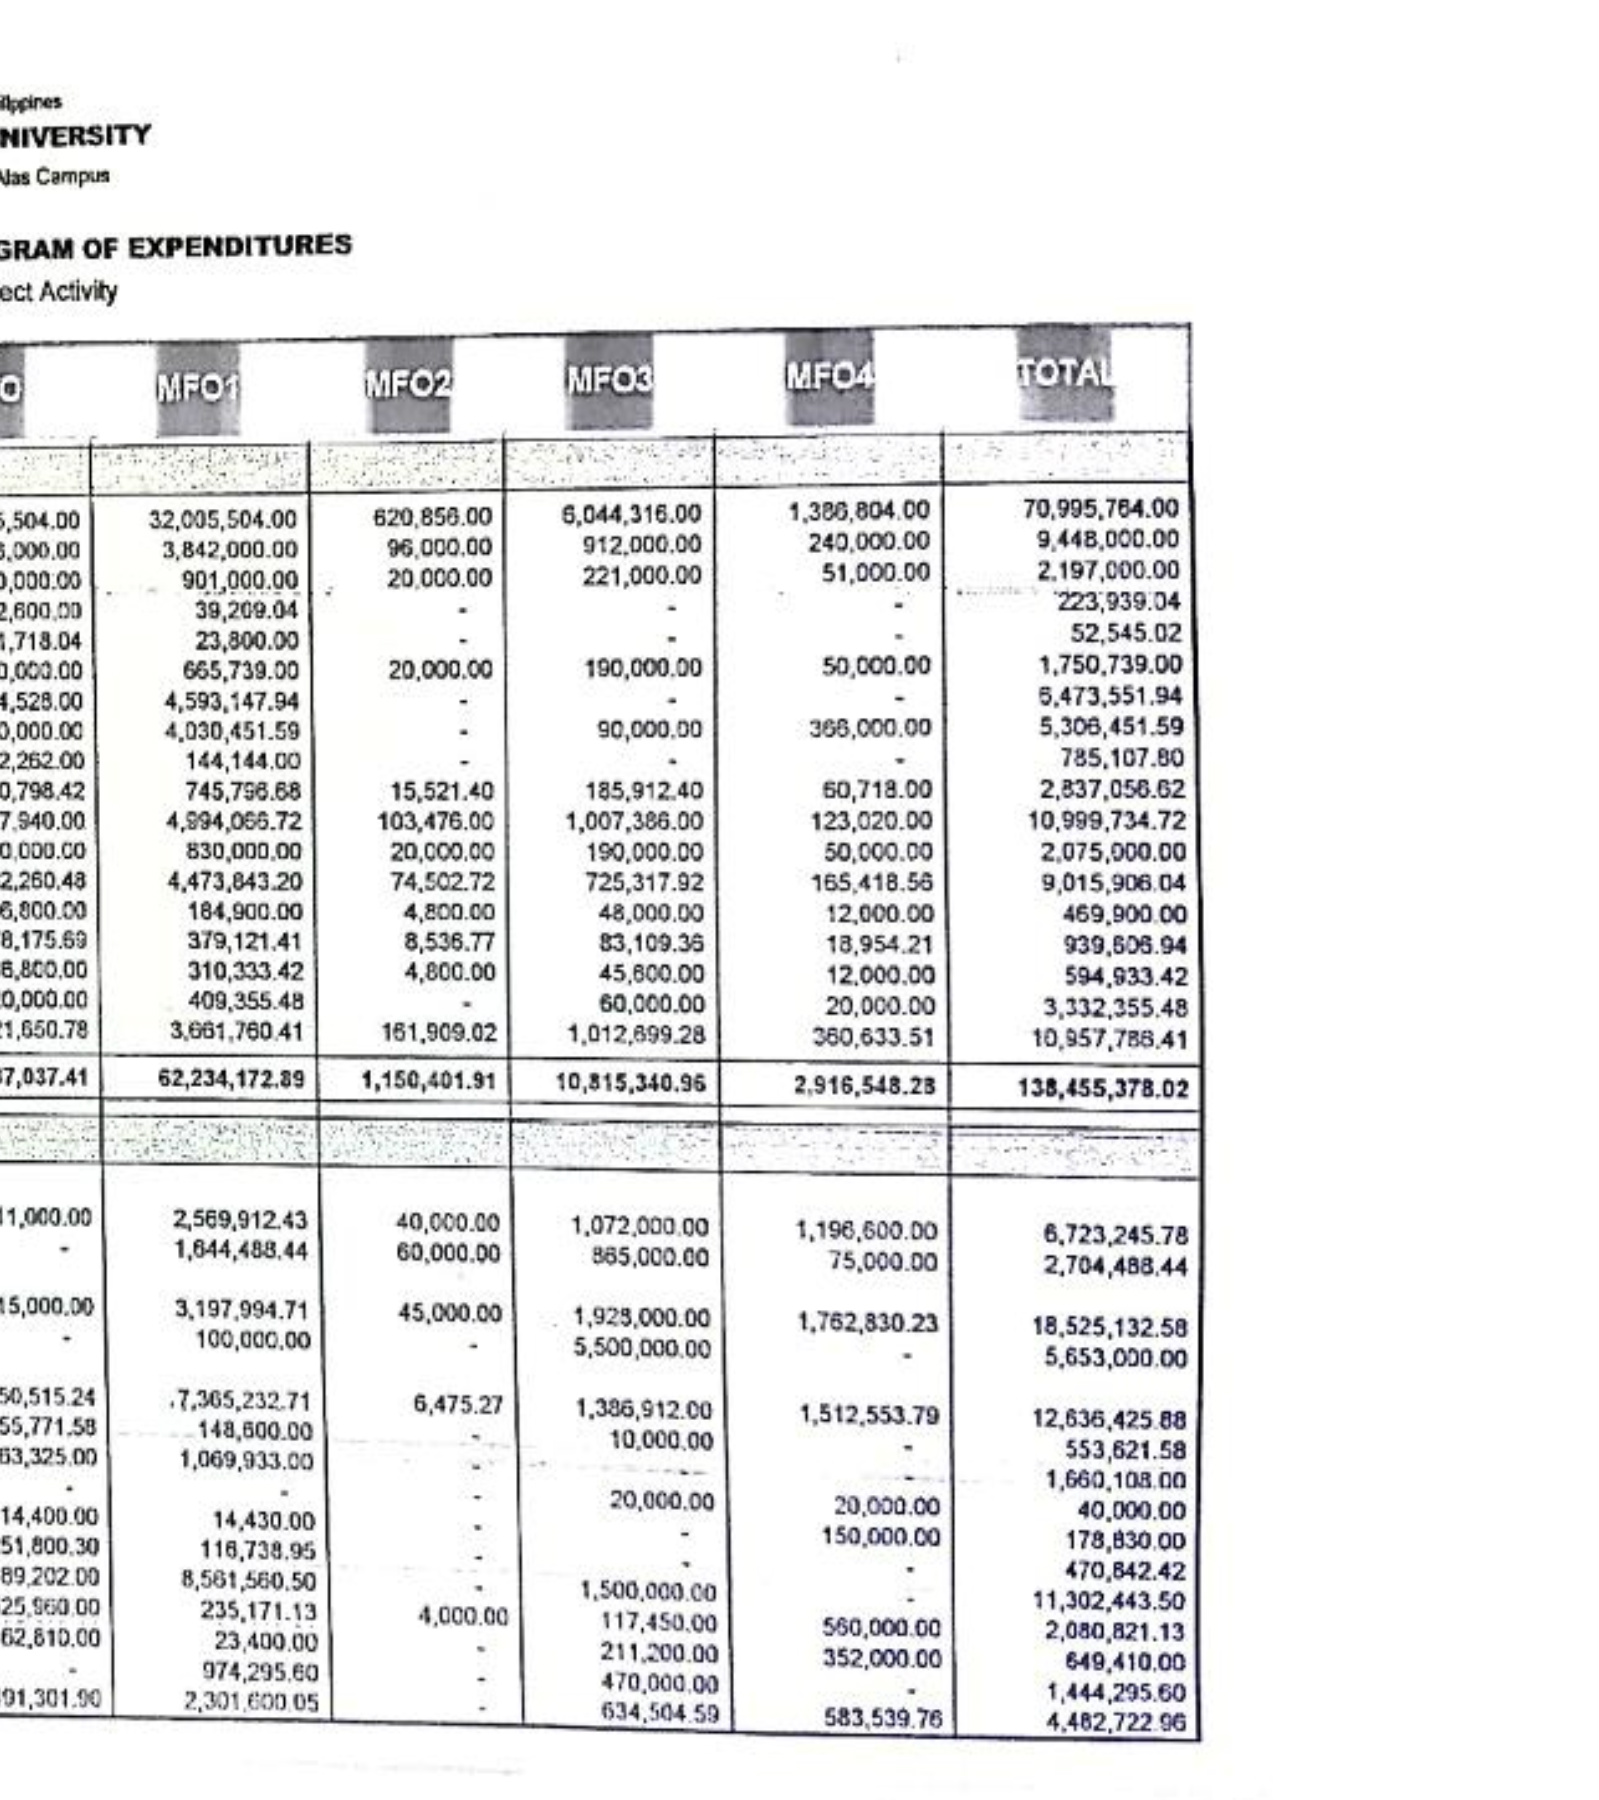 ilippines
NIVERSITY
Alas Campus
GRAM OF EXPENDITURES
ect Activity
O MFO1 MFO2 MFO3 MFO4 TOTAL
5,504.00 32,005,504.00 620,856.00 6,044,316.00 1,386,804.00 70,995,764.00
,000.00 3,842,000.00 96,000.00 912,000.00 240,000.00 9,448,000.00
0,000.00 901,000.00 20,000.00 221,000.00 51,000.00 2,197,000.00
2,600.00 39,209.04 - - - 223,939.04
1,718.04 23,800.00 - - - 52,545.02
0,000.00 665,739.00 20,000.00 190,000.00 50,000.00 1,750,739.00
4,528.00 4,593,147.94 - - - 6,473,551.94
0,000.00 4,030,451.59 - 90,000.00 366,000.00 5,306,451.59
2,262.00 144,144.00 - - - 785,107.80
0,798.42 745,796.68 15,521.40 185,912.40 60,718.00 2,837,056.62
7,940.00 4,994,066.72 103,476.00 1,007,386.00 123,020.00 10,999,734.72
0,000.00 830,000.00 20,000.00 190,000.00 50,000.00 2,075,000.00
2,260.48 4,473,843.20 74,502.72 725,317.92 165,418.56 9,015,906.04
6,800.00 184,900.00 4,800.00 48,000.00 12,000.00 469,900.00
8,175.69 379,121.41 8,536.77 83,109.36 18,954.21 939,606.94
6,800.00 310,333.42 4,800.00 45,600.00 12,000.00 594,933.42
0,000.00 409,355.48 - 60,000.00 20,000.00 3,332,355.48
21,650.78 3,661,760.41 161,909.02 1,012,699.28 360,633.51 10,957,786.41
37,037.41 62,234,172.89 1,150,401.91 10,815,340.96 2,916,548.28 138,455,378.02
11,000.00 2,569,912.43 40,000.00 1,072,000.00 1,196,600.00 6,723,245.78
- 1,644,488.44 60,000.00 865,000.00 75,000.00 2,704,488.44
15,000.00 3,197,994.71 45,000.00 1,928,000.00 1,762,830.23 18,525,132.58
- 100,000.00 - 5,500,000.00 - 5,653,000.00
50,515.24 7,365,232.71 6,475.27 1,386,912.00 1,512,553.79 12,636,425.88
55,771.58 148,600.00 - 10,000.00 - 553,621.58
63,325.00 1,069,933.00 - - 1,660,108.00
- - - 20,000.00 20,000.00 40,000.00
14,400.00 14,430.00 - - 150,000.00 178,830.00
51,800.30 116,738.95 - - - 470,842.42
89,202.00 8,561,560.50 - 1,500,000.00 - 11,302,443.50
25,960.00 235,171.13 4,000.00 117,450.00 560,000.00 2,080,821.13
62,810.00 23,400.00 - 211,200.00 352,000.00 649,410.00
- 974,295.60 - 470,000.00 - 1,444,295.60
91,301.90 2,301,600.05 - 634,504.59 583,539.76 4,482,722.96